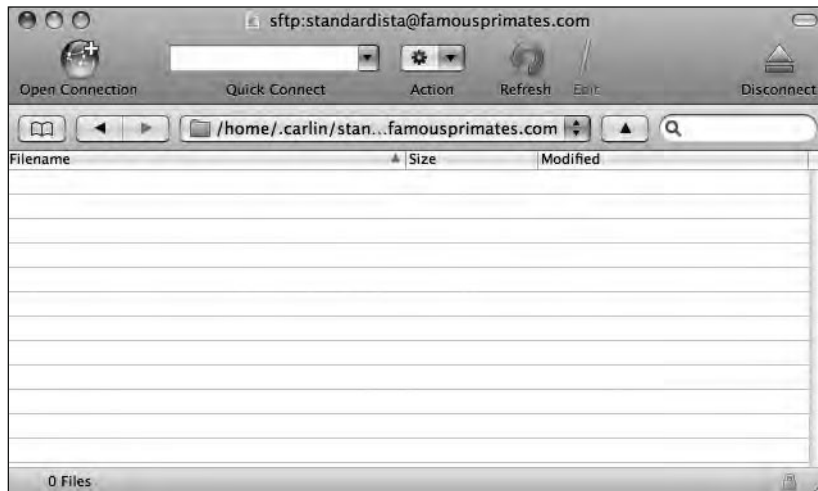 sftp:standardista@famousprimates.com
Open Connection
Quick Connect
Action
Refresh
Edit
Disconnect
/home/.carlin/stan...famousprimates.com
Filename
Size
Modified
0 Files